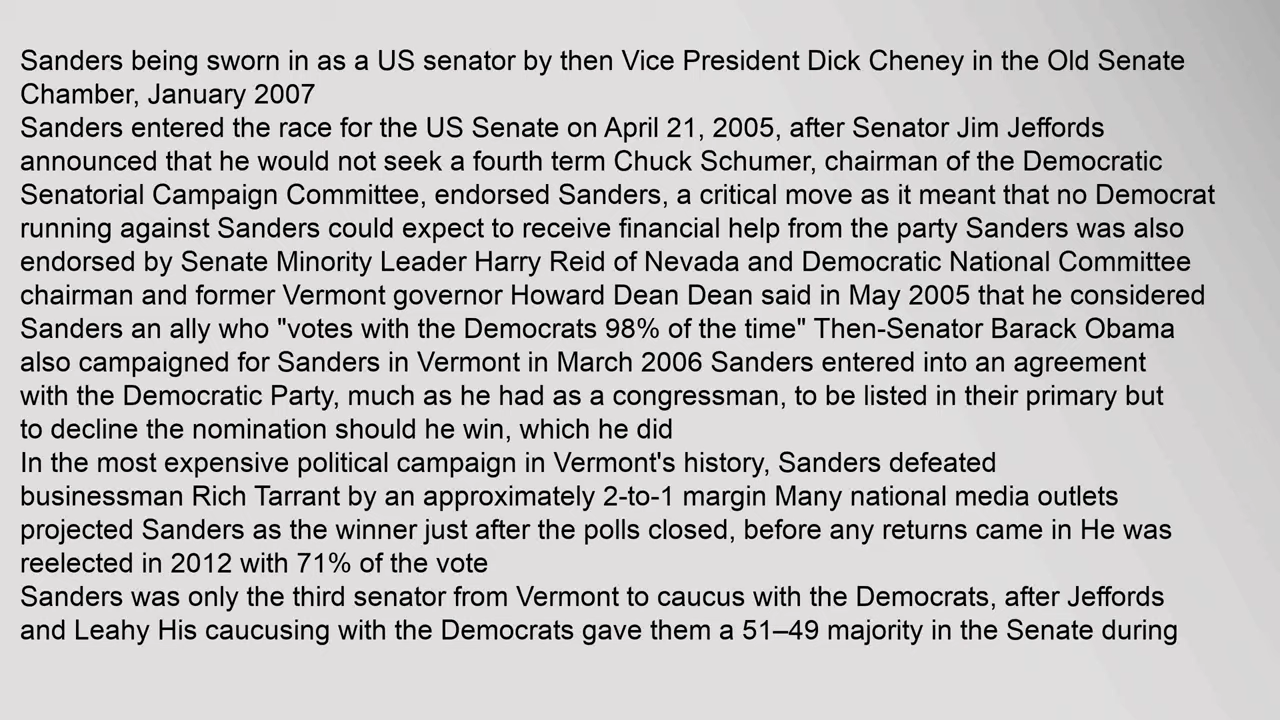 Sanders being sworn in as a US senator by then Vice President Dick Cheney in the Old Senate
Chamber, January 2007
Sanders entered the race for the US Senate on April 21, 2005, after Senator Jim Jeffords
announced that he would not seek a fourth term Chuck Schumer, chairman of the Democratic
Senatorial Campaign Committee, endorsed Sanders, a critical move as it meant that no Democrat
running against Sanders could expect to receive financial help from the party Sanders was also
endorsed by Senate Minority Leader Harry Reid of Nevada and Democratic National Committee
chairman and former Vermont governor Howard Dean Dean said in May 2005 that he considered
Sanders an ally who "votes with the Democrats 98% of the time" Then-Senator Barack Obama
also campaigned for Sanders in Vermont in March 2006 Sanders entered into an agreement
with the Democratic Party, much as he had as a congressman, to be listed in their primary but
to decline the nomination should he win, which he did
In the most expensive political campaign in Vermont's history, Sanders defeated
businessman Rich Tarrant by an approximately 2-to-1 margin Many national media outlets
projected Sanders as the winner just after the polls closed, before any returns came in He was
reelected in 2012 with 71% of the vote
Sanders was only the third senator from Vermont to caucus with the Democrats, after Jeffords
and Leahy His caucusing with the Democrats gave them a 51–49 majority in the Senate during